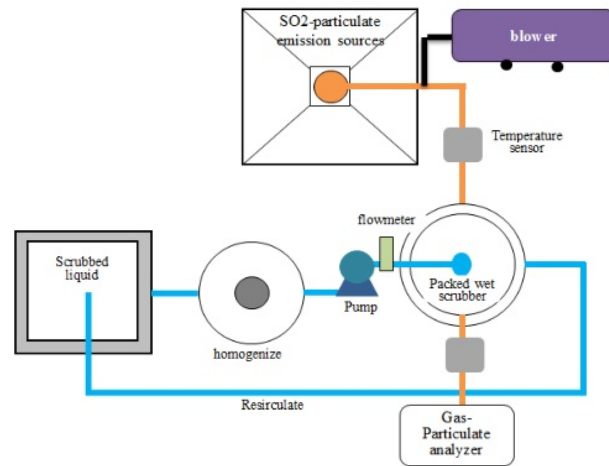 SO2-particulate
emission sources
blower
Temperature
sensor
flowmeter
Scrubbed
liquid
Packed wet
scrubber
Pump
homogenize
Resirculate
Gas-
Particulate
analyzer